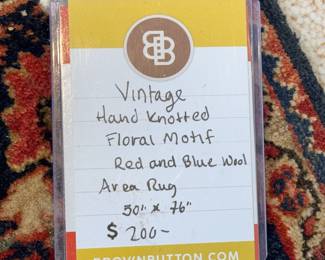 Vintage
Hand Knotted
Floral Motif
Red and Blue Wool
Area Rug
50" x 76"
$ 200-